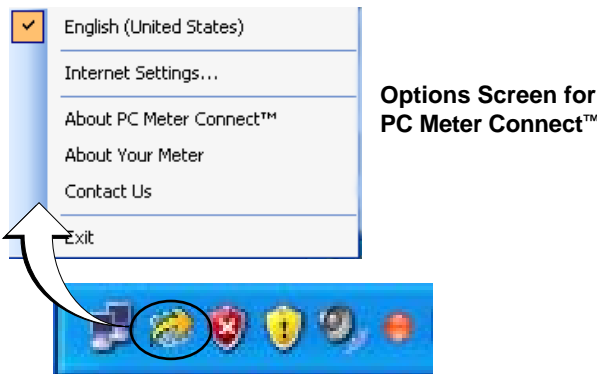 English (United States)
Internet Settings...
Options Screen for
PC Meter Connect™
About PC Meter Connect™
About Your Meter
Contact Us
Exit